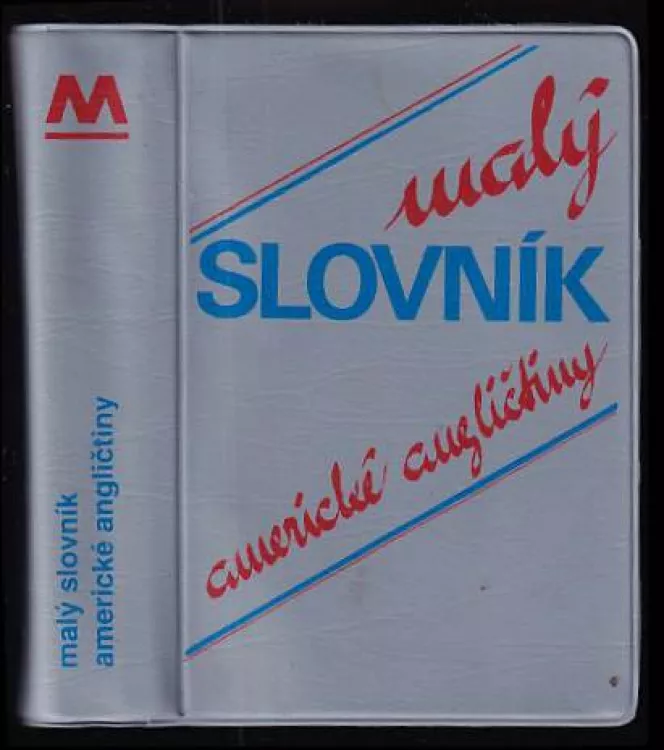 M
malý slovník
americké angličtiny
malý
SLOVNÍK
americké angličtiny